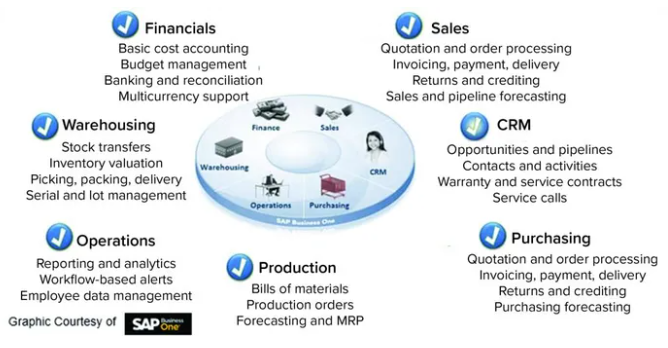 Financials
Basic cost accounting
Budget management
Banking and reconciliation
Multicurrency support
Sales
Quotation and order processing
Invoicing, payment, delivery
Returns and crediting
Sales and pipeline forecasting
Warehousing
Stock transfers
Inventory valuation
Picking, packing, delivery
Serial and lot management
Finance
Sales
Warehousing
CRM
Operations
Purchasing
SAP Business One
CRM
Opportunities and pipelines
Contacts and activities
Warranty and service contracts
Service calls
Operations
Reporting and analytics
Workflow-based alerts
Employee data management
Production
Bills of materials
Production orders
Forecasting and MRP
Purchasing
Quotation and order processing
Invoicing, payment, delivery
Returns and crediting
Purchasing forecasting
Graphic Courtesy of SAP Business One